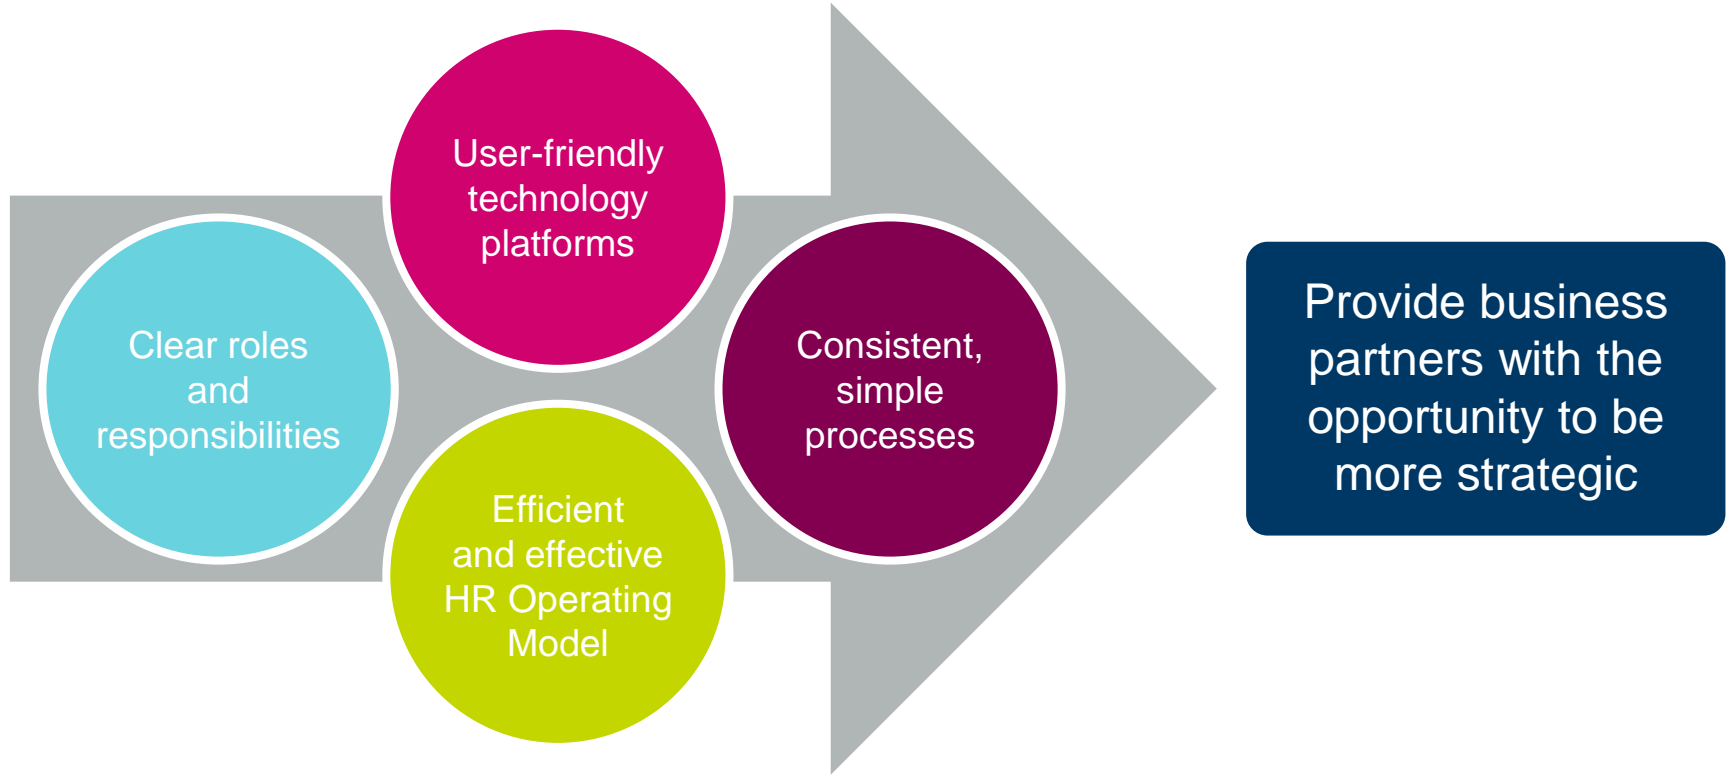 User-friendly
technology
platforms
Clear roles
and
responsibilities
Consistent,
simple
processes
Efficient
and effective
HR Operating
Model
Provide business
partners with the
opportunity to be
more strategic